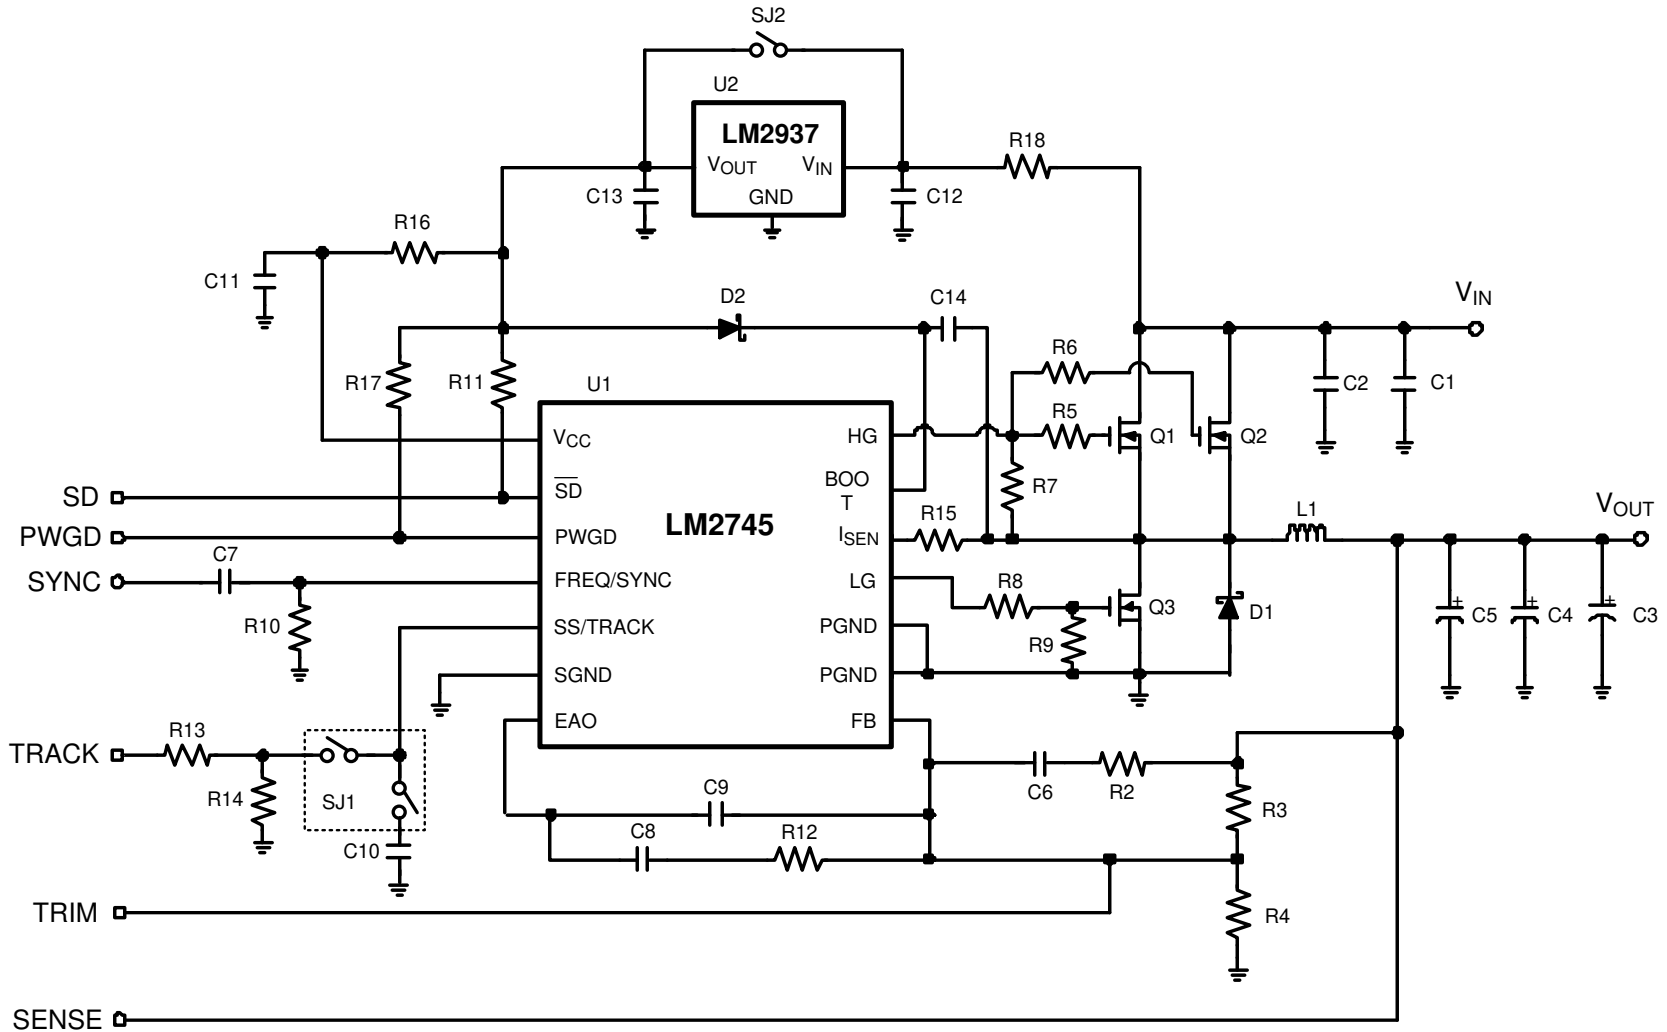 SJ2
U2
LM2937
VOUT
VIN
GND
R18
C13
C12
R16
C11
D2
C14
VIN
R17
R11
U1
R6
C2
C1
R5
Q1
Q2
VCC
HG
SD
SD
BOO
T
R7
PWGD
PWGD
LM2745
ISEN
R15
L1
VOUT
C7
SYNC
FREQ/SYNC
LG
R8
Q3
D1
+
C5
+
C4
+
C3
R10
SS/TRACK
PGND
R9
SGND
PGND
EAO
FB
TRACK
R13
R14
SJ1
C10
C9
C6
R2
R3
C8
R12
TRIM
R4
SENSE